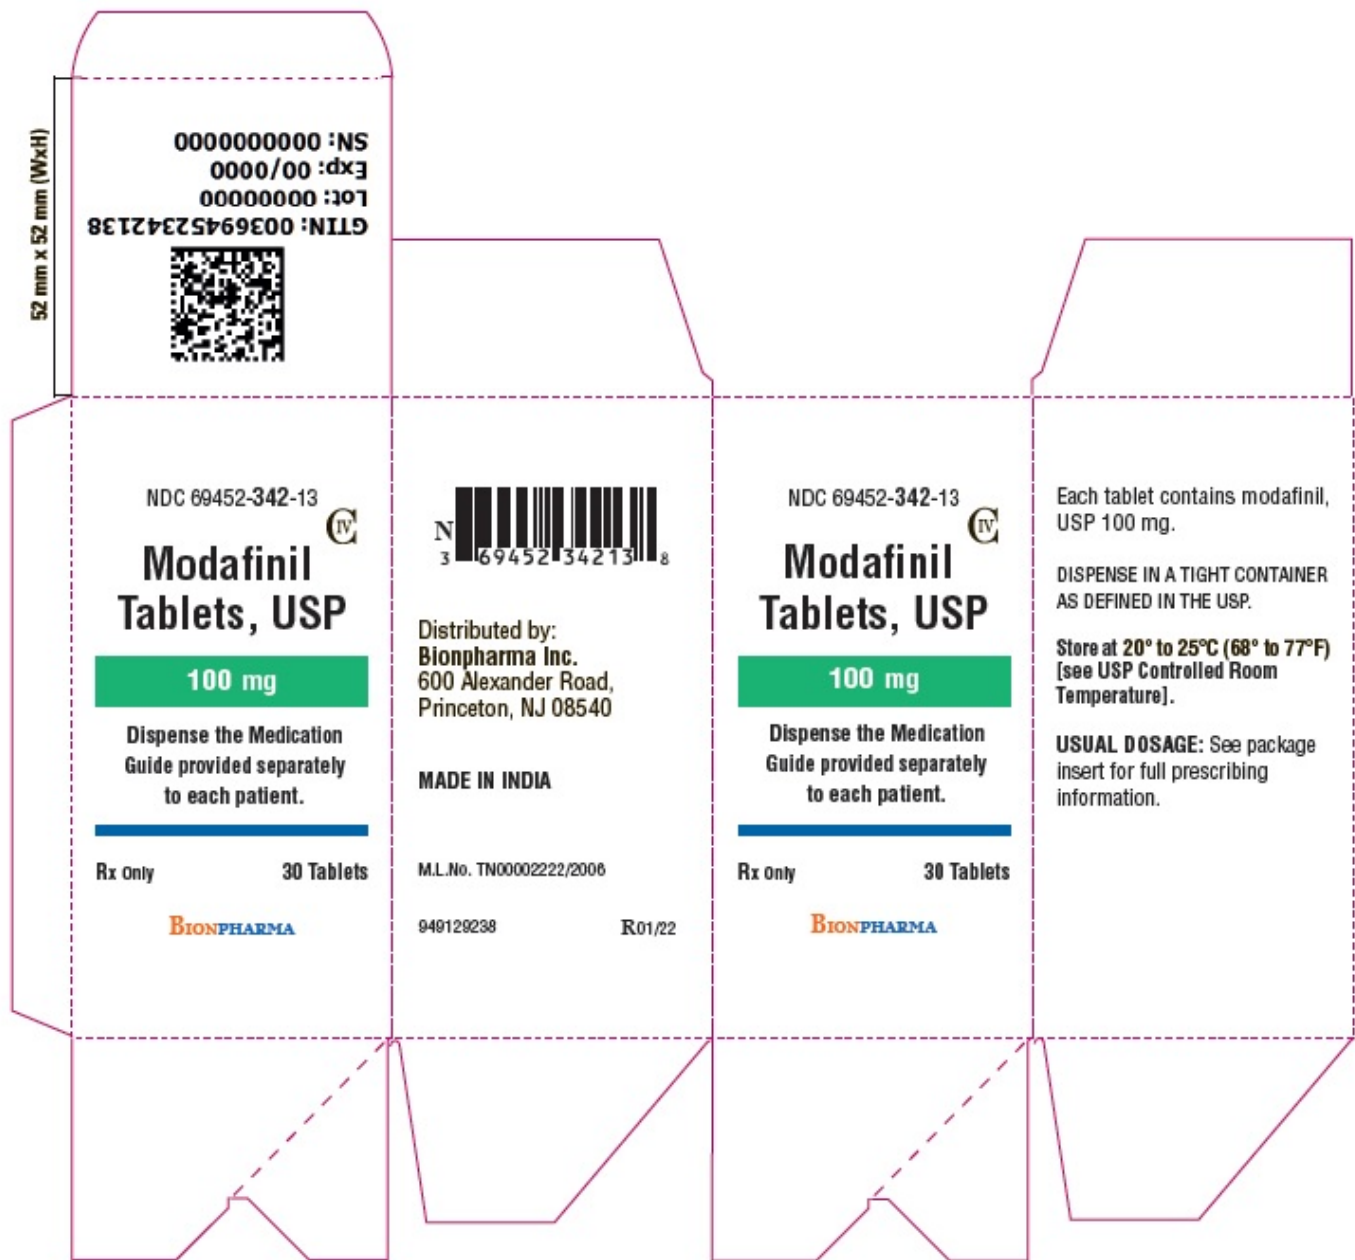 52 mm x 52 mm (WxH)
GTIN: 00369452342138
Lot: 00000000
Exp: 00/0000
SN: 0000000000
NDC 69452-342-13
CIV
Modafinil
Tablets, USP
100 mg
Dispense the Medication
Guide provided separately
to each patient.
Rx Only 30 Tablets
BIONPHARMA
N
3 69452 34213 8
Distributed by:
Bionpharma Inc.
600 Alexander Road,
Princeton, NJ 08540
MADE IN INDIA
M.L.No. TN00002222/2006
949129238 R01/22
NDC 69452-342-13
CIV
Modafinil
Tablets, USP
100 mg
Dispense the Medication
Guide provided separately
to each patient.
Rx Only 30 Tablets
BIONPHARMA
Each tablet contains modafinil,
USP 100 mg.
DISPENSE IN A TIGHT CONTAINER
AS DEFINED IN THE USP.
Store at 20° to 25°C (68° to 77°F)
[see USP Controlled Room
Temperature].
USUAL DOSAGE: See package
insert for full prescribing
information.